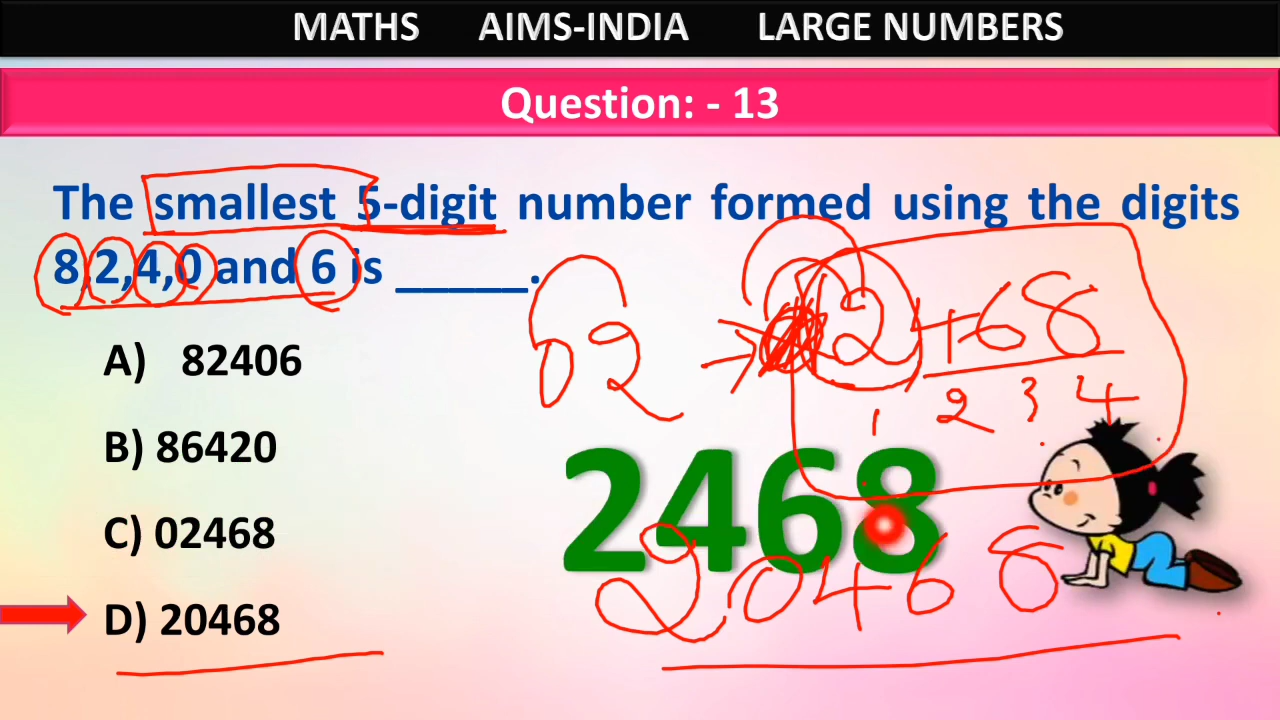 MATHS AIMS-INDIA LARGE NUMBERS
Question: - 13
The smallest 5-digit number formed using the digits
8,2,4,0 and 6 is _____.
02 2468
1 2 3 4
A) 82406
B) 86420
2468
C) 02468
20468
D) 20468